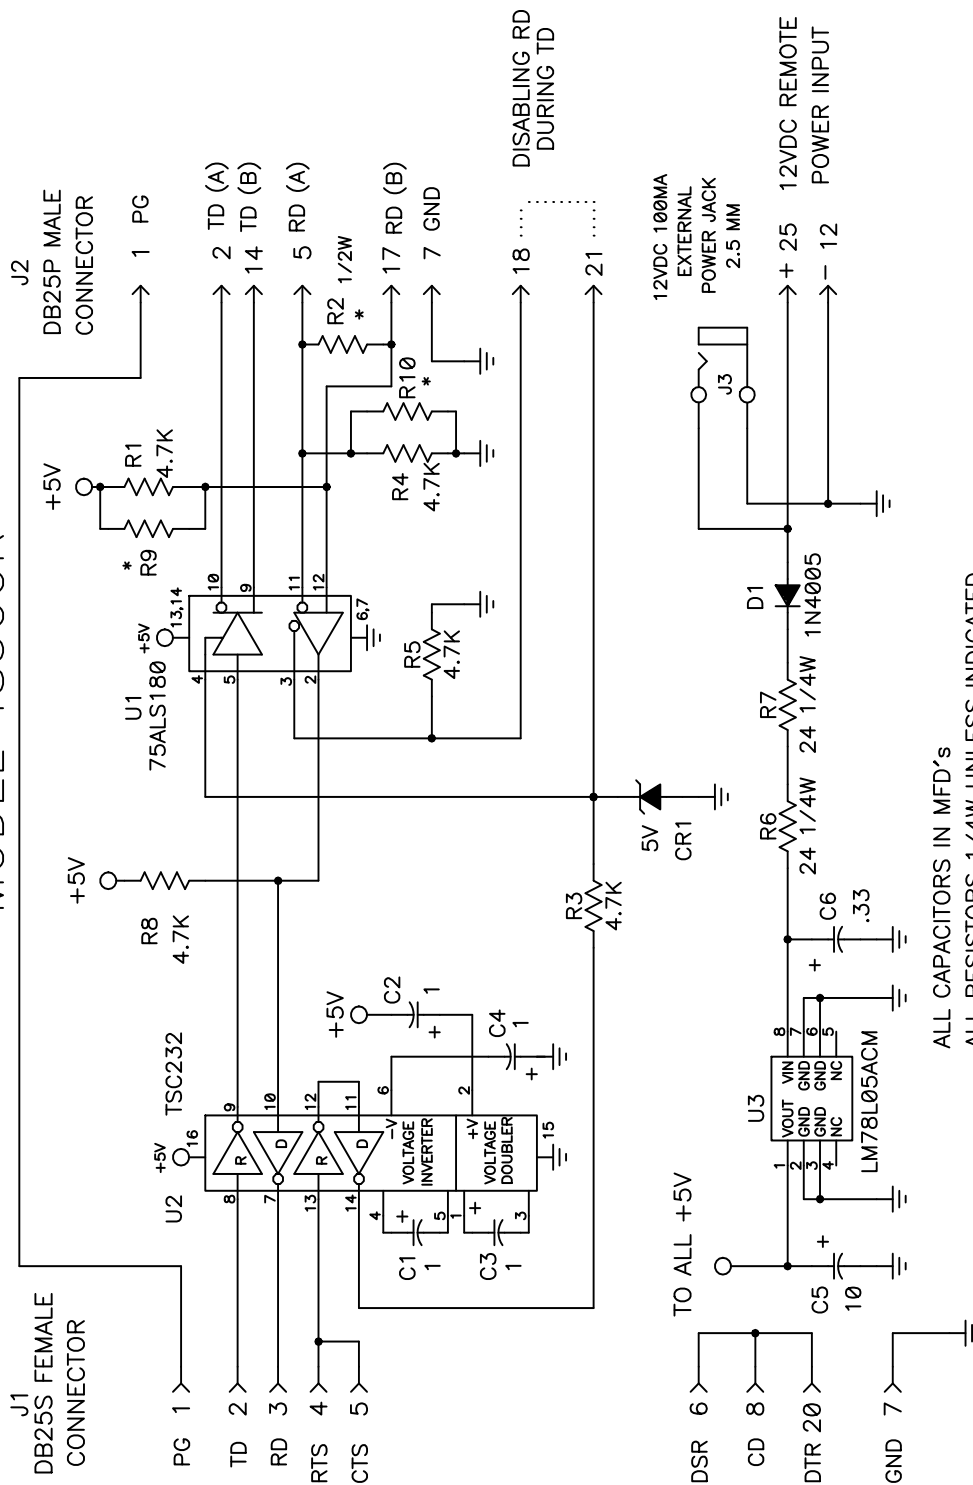 MODEL
J1
DB25S FEMALE
CONNECTOR
J2
DB25P MALE
CONNECTOR
PG 1
TD 2
RD 3
RTS 4
CTS 5
1 PG
2 TD (A)
14 TD (B)
5 RD (A)
1/2W
17 RD (B)
7 GND
18
21
DISABLING RD
DURING TD
+5V
R8
4.7K
+5V
*
R9
R1
4.7K
U2
+5V
16
TSC232
8
R
9
7
D
10
13
R
12
14
D
11
4
5
1
3
-V
VOLTAGE
INVERTER
6
+V
VOLTAGE
DOUBLER
2
15
C1
1
+
C3
1
+
+5V
C2
1
+
C4
1
+
U1
75ALS180
+5V
13,14
4
5
3
2
10
9
11
12
6,7
R5
4.7K
R4
4.7K
R10
*
R2
*
R3
4.7K
5V
CR1
12VDC 100MA
EXTERNAL
POWER JACK
2.5 MM
J3
+ 25
12VDC REMOTE
- 12
POWER INPUT
DSR 6
CD 8
DTR 20
GND 7
TO ALL +5V
C5
10
+
U3
1 VOUT VIN 8
2 GND GND 7
3 GND GND 6
4 NC NC 5
LM78L05ACM
+
C6
.33
R6
24 1/4W
R7
24 1/4W
D1
1N4005
ALL CAPACITORS IN MFD's
ALL RESISTORS 1/4W UNLESS INDICATED